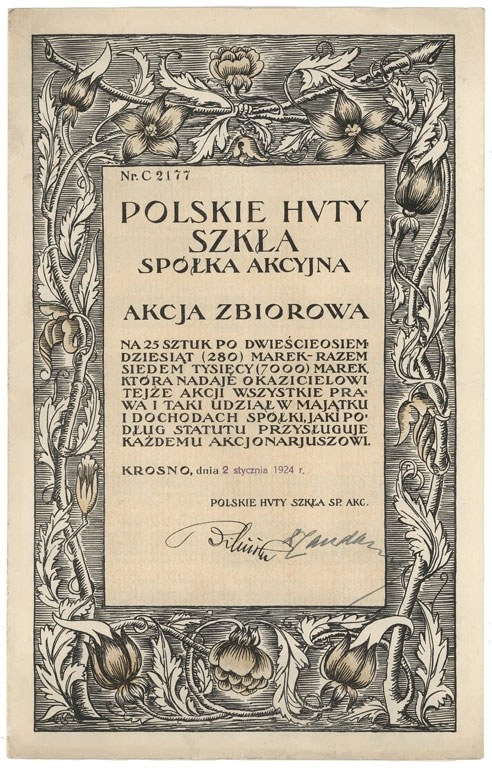 Nr. C 2177
POLSKIE HVTY
SZKŁA
SPÓŁKA AKCYJNA
AKCJA ZBIOROWA
NA 25 SZTUK PO DWIEŚCIEOSIEM-
DZIESIĄT (280) MAREK-RAZEM
SIEDEM TYSIĘCY (7000) MAREK,
KTÓRA NADAJE OKAZICIELOWI
TEJŻE AKCJI WSZYSTKIE PRA-
WA I TAKI UDZIAŁ W MAJĄTKU
I DOCHODACH SPÓŁKI, JAKI PO-
DŁUG STATUTU PRZYSŁUGUJE
KAŻDEMU AKCJONARJUSZOWI.
KROSNO, dnia 2 stycznia 1924 r.
POLSKIE HVTY SZKŁA SP. AKC.